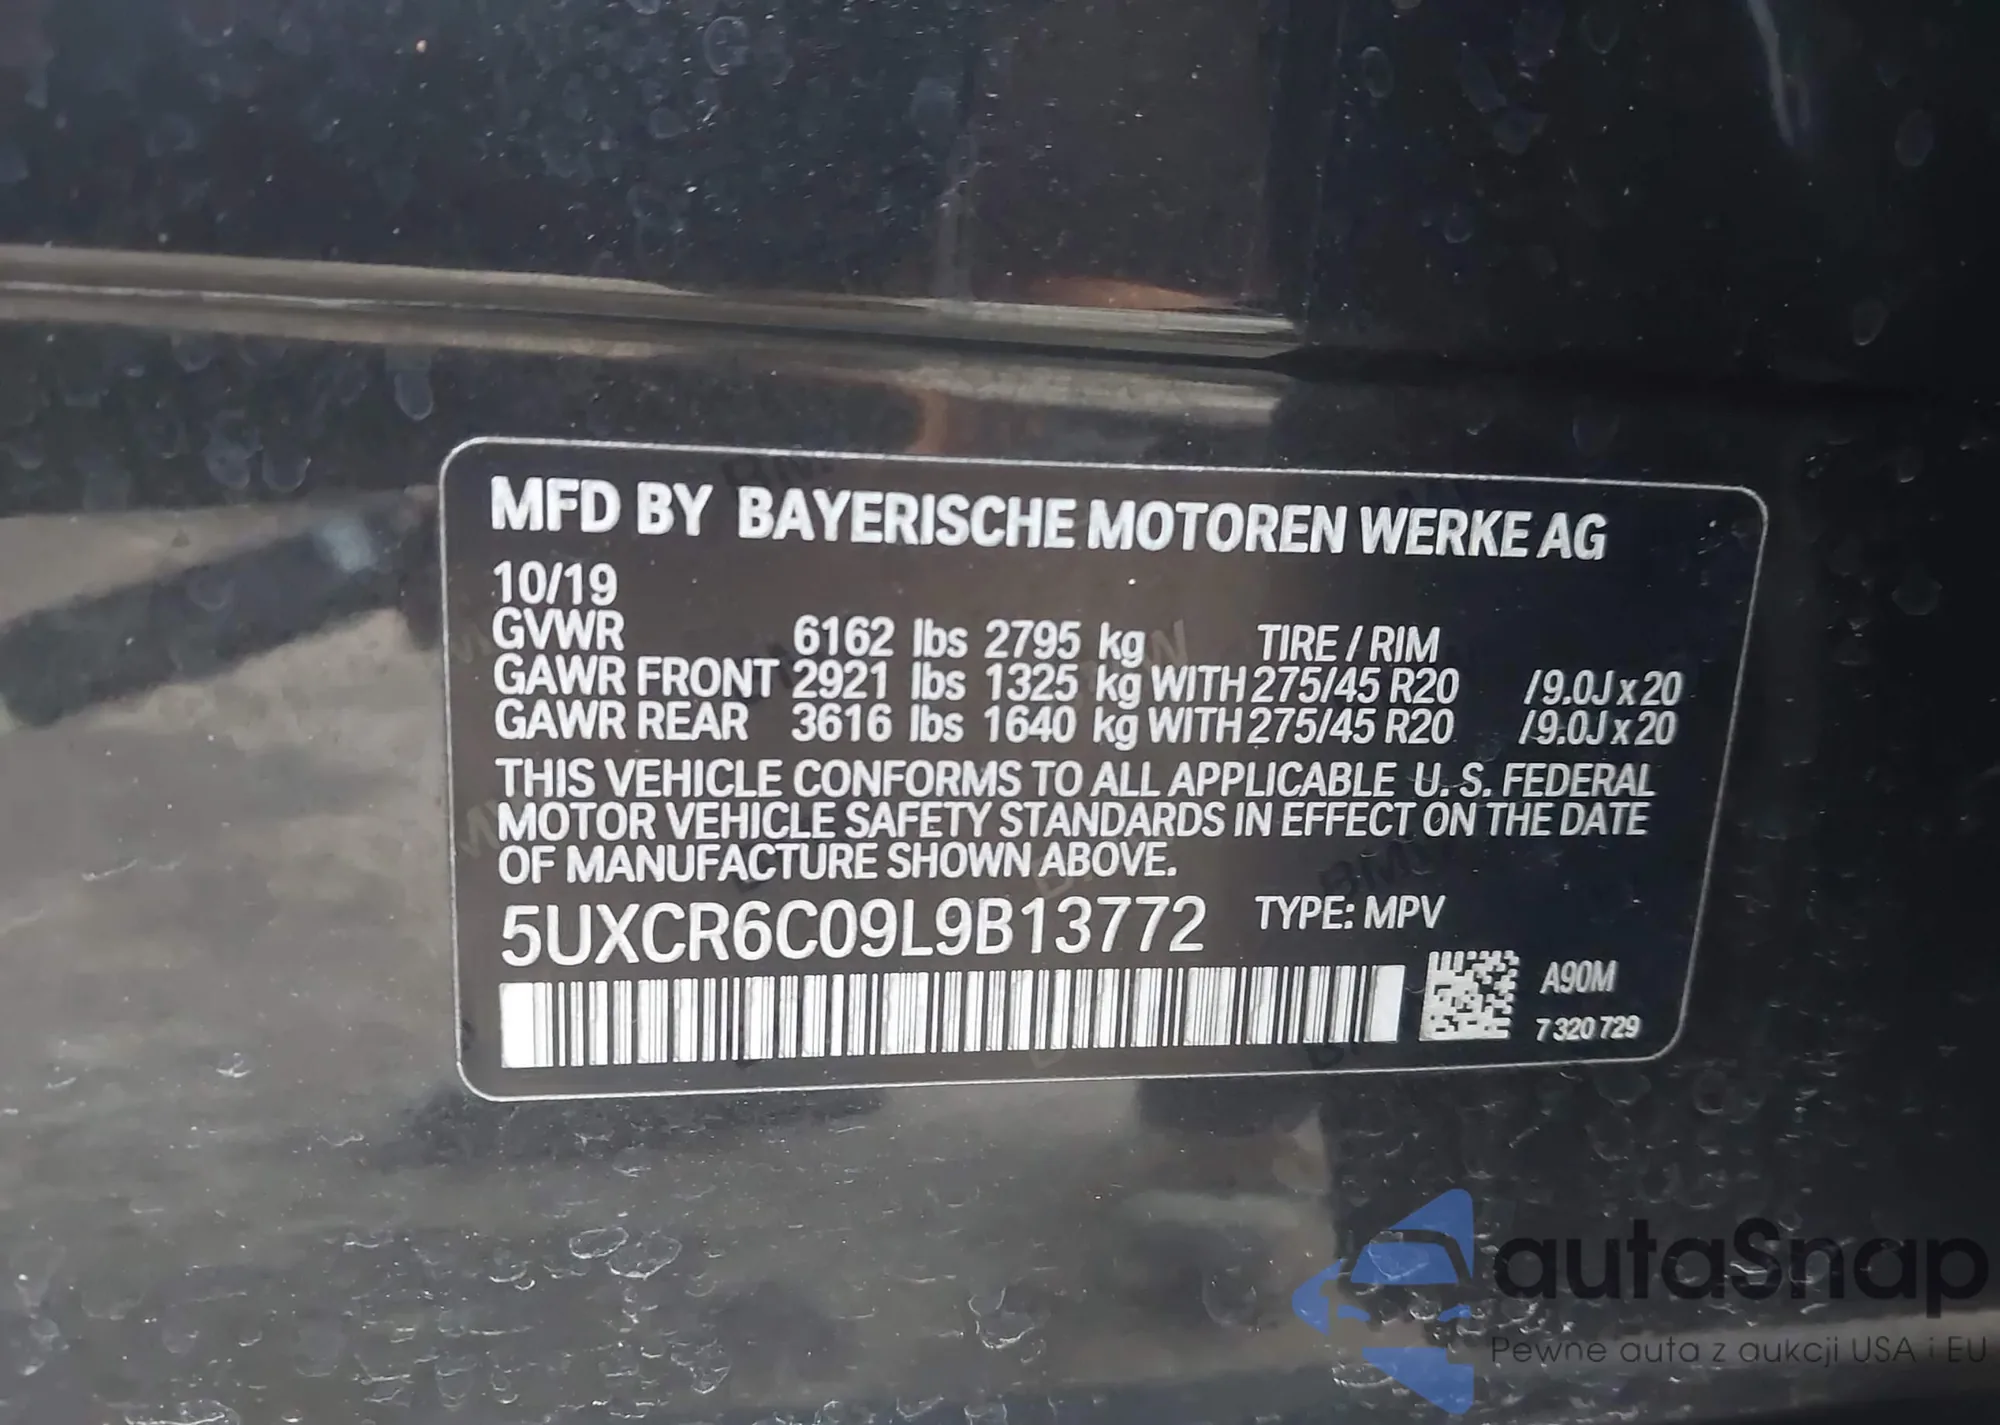 MFD BY BAYERISCHE MOTOREN WERKE AG
10/19
GVWR 6162 lbs 2795 kg TIRE / RIM
GAWR FRONT 2921 lbs 1325 kg WITH 275/45 R20 /9.0J x 20
GAWR REAR 3616 lbs 1640 kg WITH 275/45 R20 /9.0J x 20
THIS VEHICLE CONFORMS TO ALL APPLICABLE U. S. FEDERAL
MOTOR VEHICLE SAFETY STANDARDS IN EFFECT ON THE DATE
OF MANUFACTURE SHOWN ABOVE.
5UXCR6C09L9B13772 TYPE: MPV
A90M
7 320 729
autaSnap
Pewne auta z aukcji USA i EU